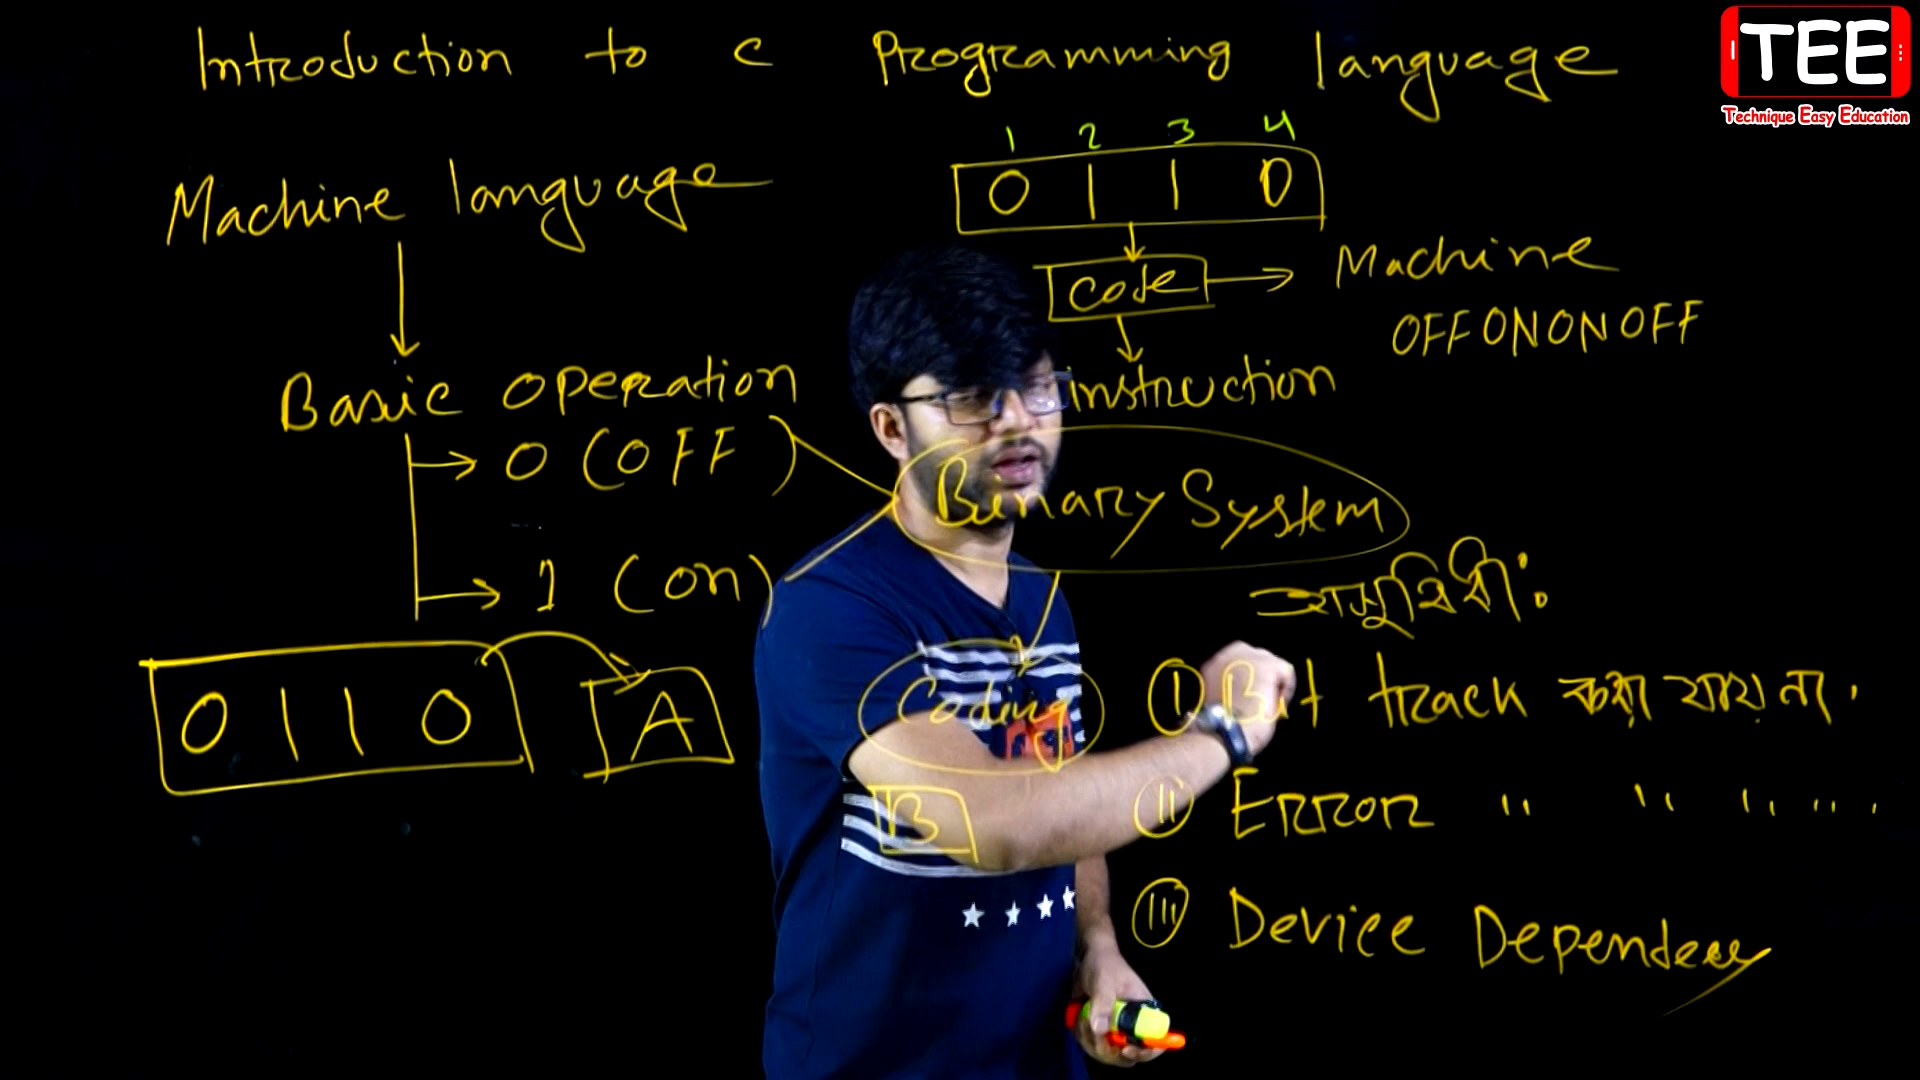 Introduction to C Programming language
TEE
Technique Easy Education
Machine language
1 2 3 4
0 1 1 0
code
Machine
OFF ON ON OFF
instruction
Basic operation
0 (OFF)
1 (on)
Binary System
Coding
0 1 1 0
A
B
অসুবিধা:
I Bit track করা যায় না.
II Error " " " " "
III Device Dependency